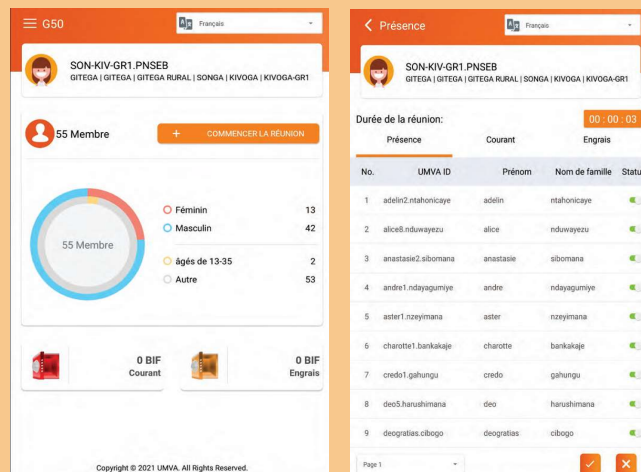 G50
Français
SON-KIV-GR1.PNSEB
GITEGA | GITEGA | GITEGA RURAL | SONGA | KIVOGA | KIVOGA-GR1
55 Membre
+ COMMENCER LA RÉUNION
55 Membre
Féminin 13
Masculin 42
âgés de 13-35 2
Autre 53
0 BIF
Courant
0 BIF
Engrais
Copyright © 2021 UMVA. All Rights Reserved.
Présence
Français
SON-KIV-GR1.PNSEB
GITEGA | GITEGA | GITEGA RURAL | SONGA | KIVOGA | KIVOGA-GR1
Durée de la réunion: 00 : 00 : 03
Présence Courant Engrais
No. UMVA ID Prénom Nom de famille Statu
1 adelin2.ntahonicaye adelin ntahonicaye
2 alice8.nduwayezu alice nduwayezu
3 anastasie2.sibomana anastasie sibomana
4 andre1.ndayagumiye andre ndayagumiye
5 aster1.nzeyimana aster nzeyimana
6 charotte1.bankakaje charotte bankakaje
7 credo1.gahungu credo gahungu
8 deo5.harushimana deo harushimana
9 deogratias.cibogo deogratias cibogo
Page 1